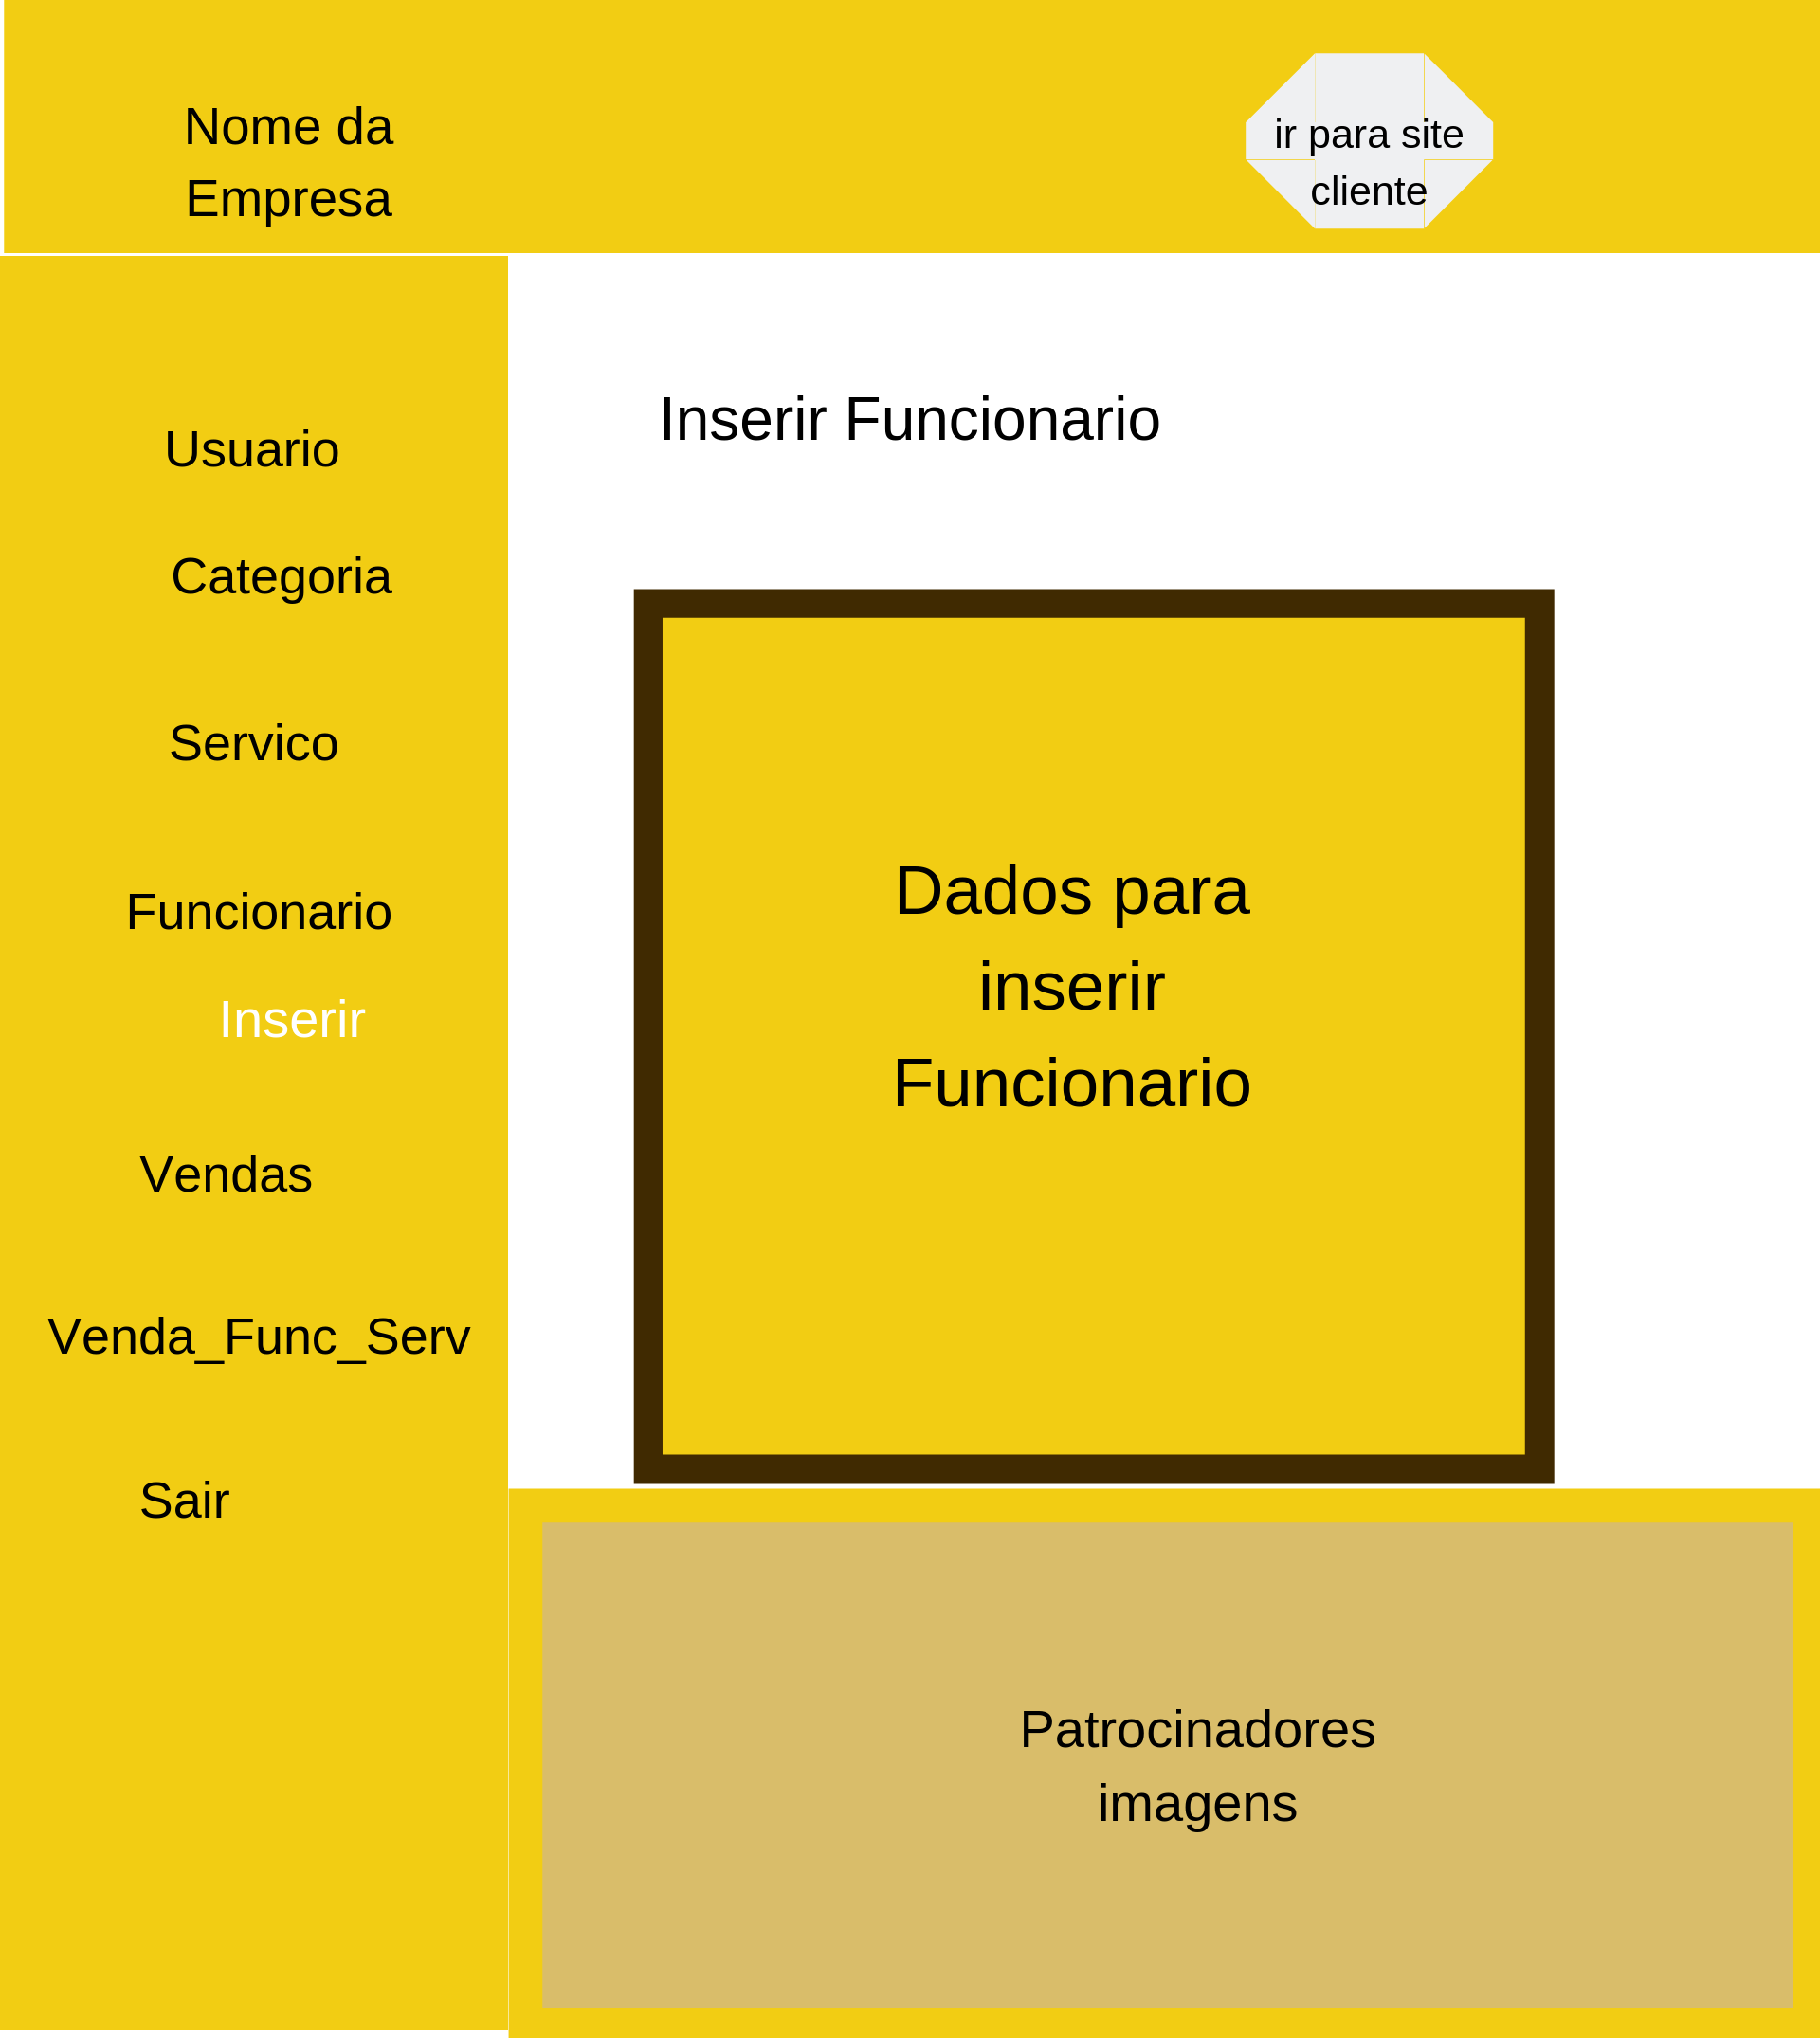 Nome da
Empresa
ir para site
cliente
Usuario
Categoria
Servico
Funcionario
Inserir
Vendas
Venda_Func_Serv
Sair
Inserir Funcionario
Dados para
inserir
Funcionario
Patrocinadores
imagens